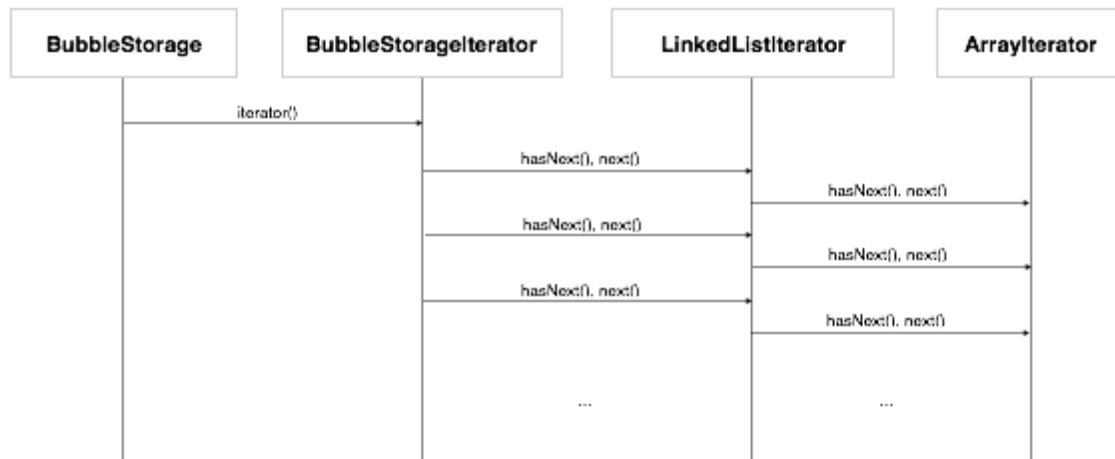 BubbleStorage
BubbleStorageIterator
LinkedListIterator
ArrayIterator
iterator()
hasNext(), next()
hasNext(), next()
hasNext(), next()
hasNext(), next()
hasNext(), next()
hasNext(), next()
...
...